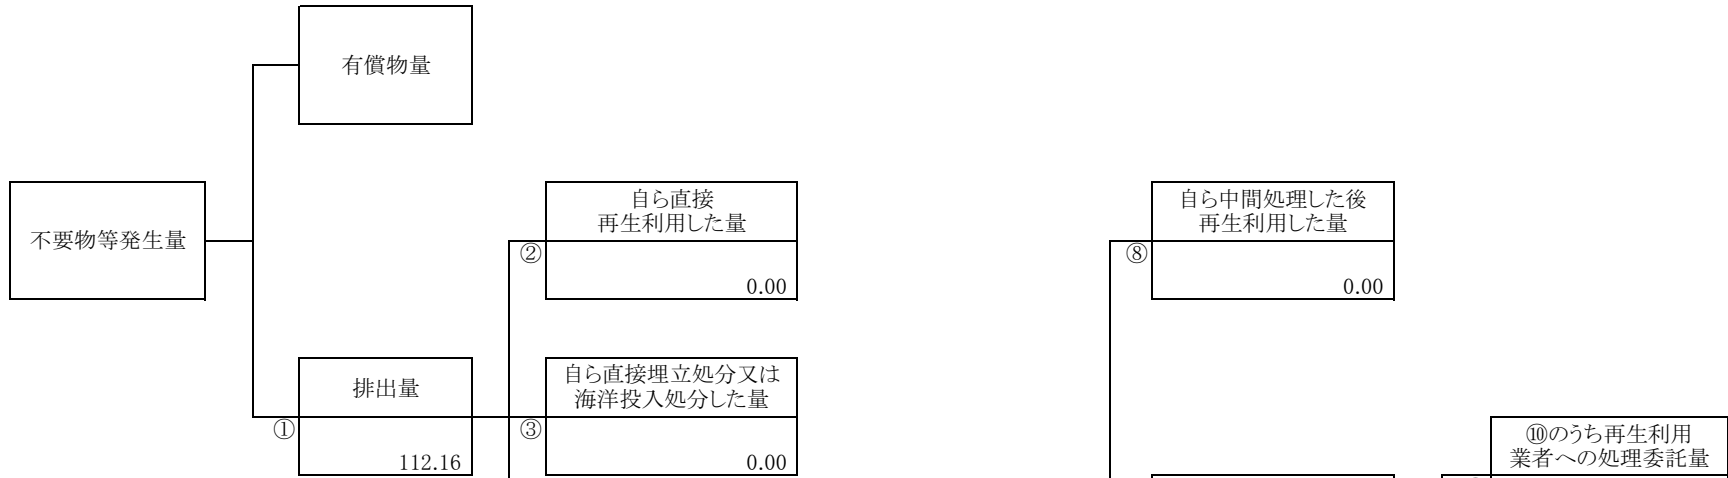 有償物量
不要物等発生量
自ら直接
再生利用した量
②
0.00
自ら中間処理した後
再生利用した量
⑧
0.00
排出量
①
112.16
自ら直接埋立処分又は
海洋投入処分した量
③
0.00
⑩のうち再生利用
業者への処理委託量